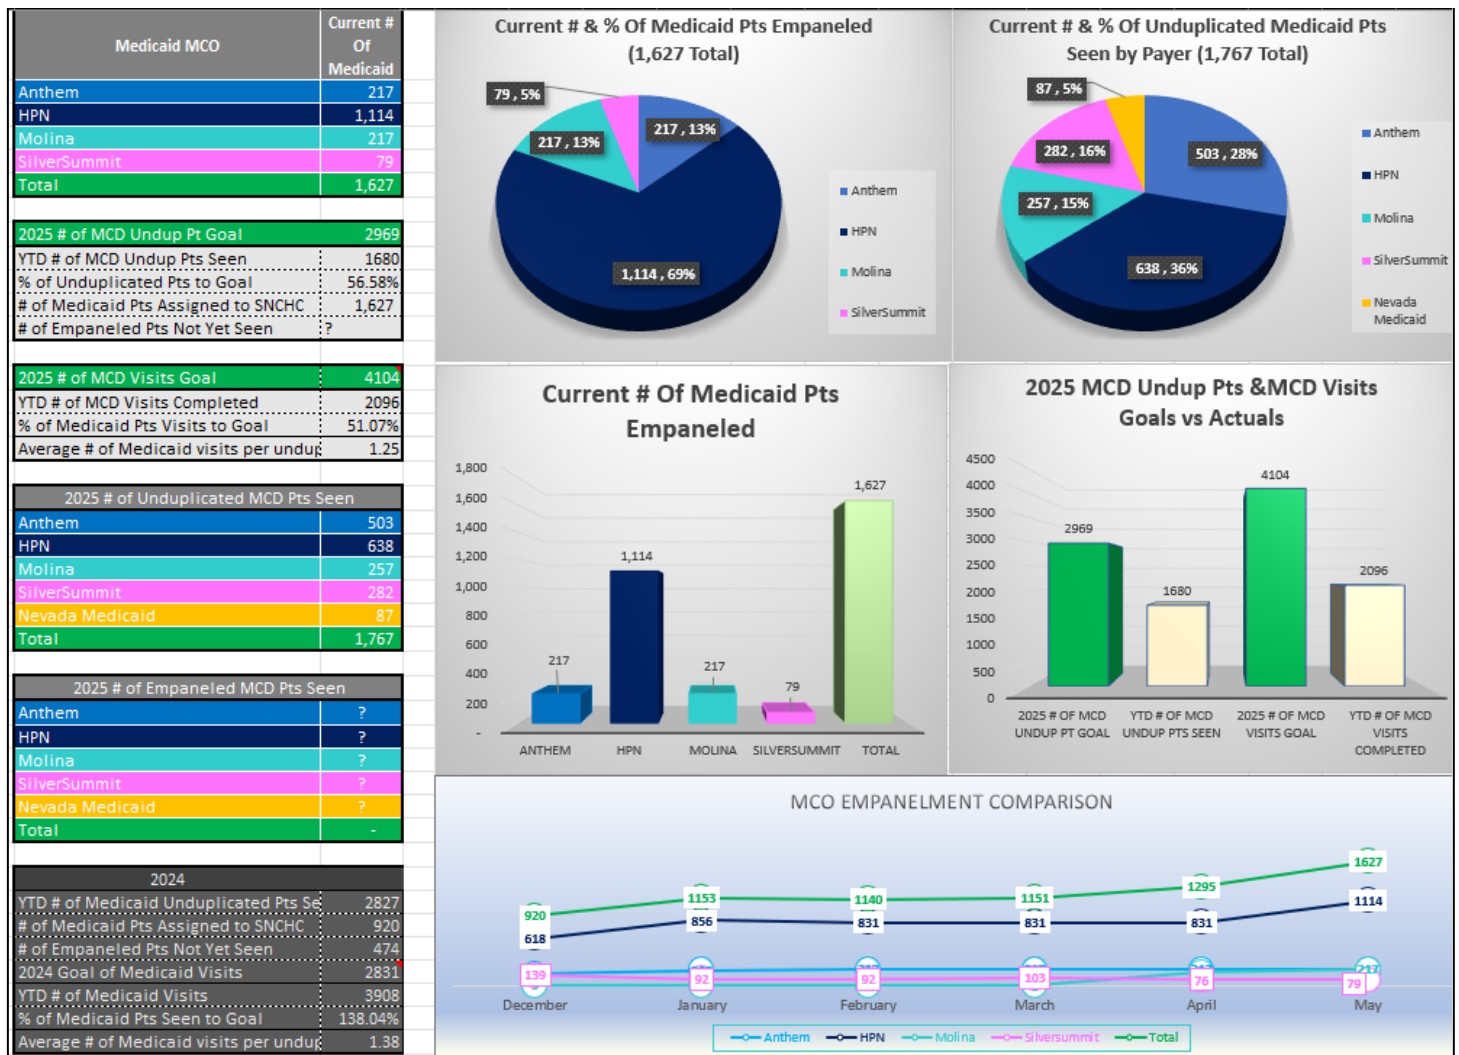 Medicaid MCO
Current #
Of
Medicaid
Anthem 217
HPN 1,114
Molina 217
SilverSummit 79
Total 1,627
2025 # of MCD Undup Pt Goal 2969
YTD # of MCD Undup Pts Seen 1680
% of Unduplicated Pts to Goal 56.58%
# of Medicaid Pts Assigned to SNCHC 1,627
# of Empaneled Pts Not Yet Seen ?
2025 # of MCD Visits Goal 4104
YTD # of MCD Visits Completed 2096
% of Medicaid Pts Visits to Goal 51.07%
Average # of Medicaid visits per undup 1.25
2025 # of Unduplicated MCD Pts Seen
Anthem 503
HPN 638
Molina 257
SilverSummit 282
Nevada Medicaid 87
Total 1,767
2025 # of Empaneled MCD Pts Seen
Anthem ?
HPN ?
Molina ?
SilverSummit ?
Nevada Medicaid ?
Total -
2024
YTD # of Medicaid Unduplicated Pts Se 2827
# of Medicaid Pts Assigned to SNCHC 920
# of Empaneled Pts Not Yet Seen 474
2024 Goal of Medicaid Visits 2831
YTD # of Medicaid Visits 3908
% of Medicaid Pts Seen to Goal 138.04%
Average # of Medicaid visits per undup 1.38
Current # & % Of Medicaid Pts Empaneled
(1,627 Total)
79 , 5%
217 , 13%
217 , 13%
1,114 , 69%
Anthem
HPN
Molina
SilverSummit
Current # & % Of Unduplicated Medicaid Pts
Seen by Payer (1,767 Total)
87 , 5%
282 , 16%
503 , 28%
257 , 15%
638 , 36%
Anthem
HPN
Molina
SilverSummit
Nevada
Medicaid
Current # Of Medicaid Pts
Empaneled
1,800
1,600
1,400
1,200
1,000
800
600
400
200
-
217
1,114
217
79
1,627
ANTHEM HPN MOLINA SILVERSUMMIT TOTAL
2025 MCD Undup Pts &MCD Visits
Goals vs Actuals
4500
4000
3500
3000
2500
2000
1500
1000
500
0
2969
1680
4104
2096
2025 # OF MCD
UNDUP PT GOAL
YTD # OF MCD
UNDUP PTS SEEN
2025 # OF MCD
VISITS GOAL
YTD # OF MCD
VISITS
COMPLETED
MCO EMPANELMENT COMPARISON
920 1153 1140 1151 1295 1627
618 856 831 831 831 1114
217
139 92 92 103 76 79
December January February March April May
Anthem HPN Molina Silversummit Total